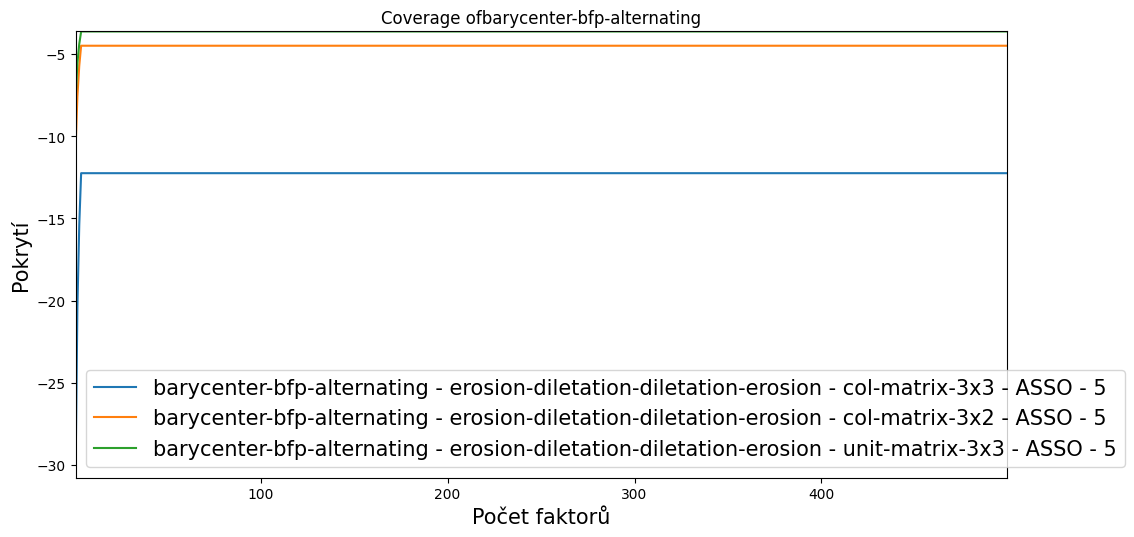 Coverage ofbarycenter-bfp-alternating
−5
−10
−15
−20
−25
−30
Pokrytí
barycenter-bfp-alternating - erosion-diletation-diletation-erosion - col-matrix-3x3 - ASSO - 5
barycenter-bfp-alternating - erosion-diletation-diletation-erosion - col-matrix-3x2 - ASSO - 5
barycenter-bfp-alternating - erosion-diletation-diletation-erosion - unit-matrix-3x3 - ASSO - 5
100 200 300 400
Počet faktorů